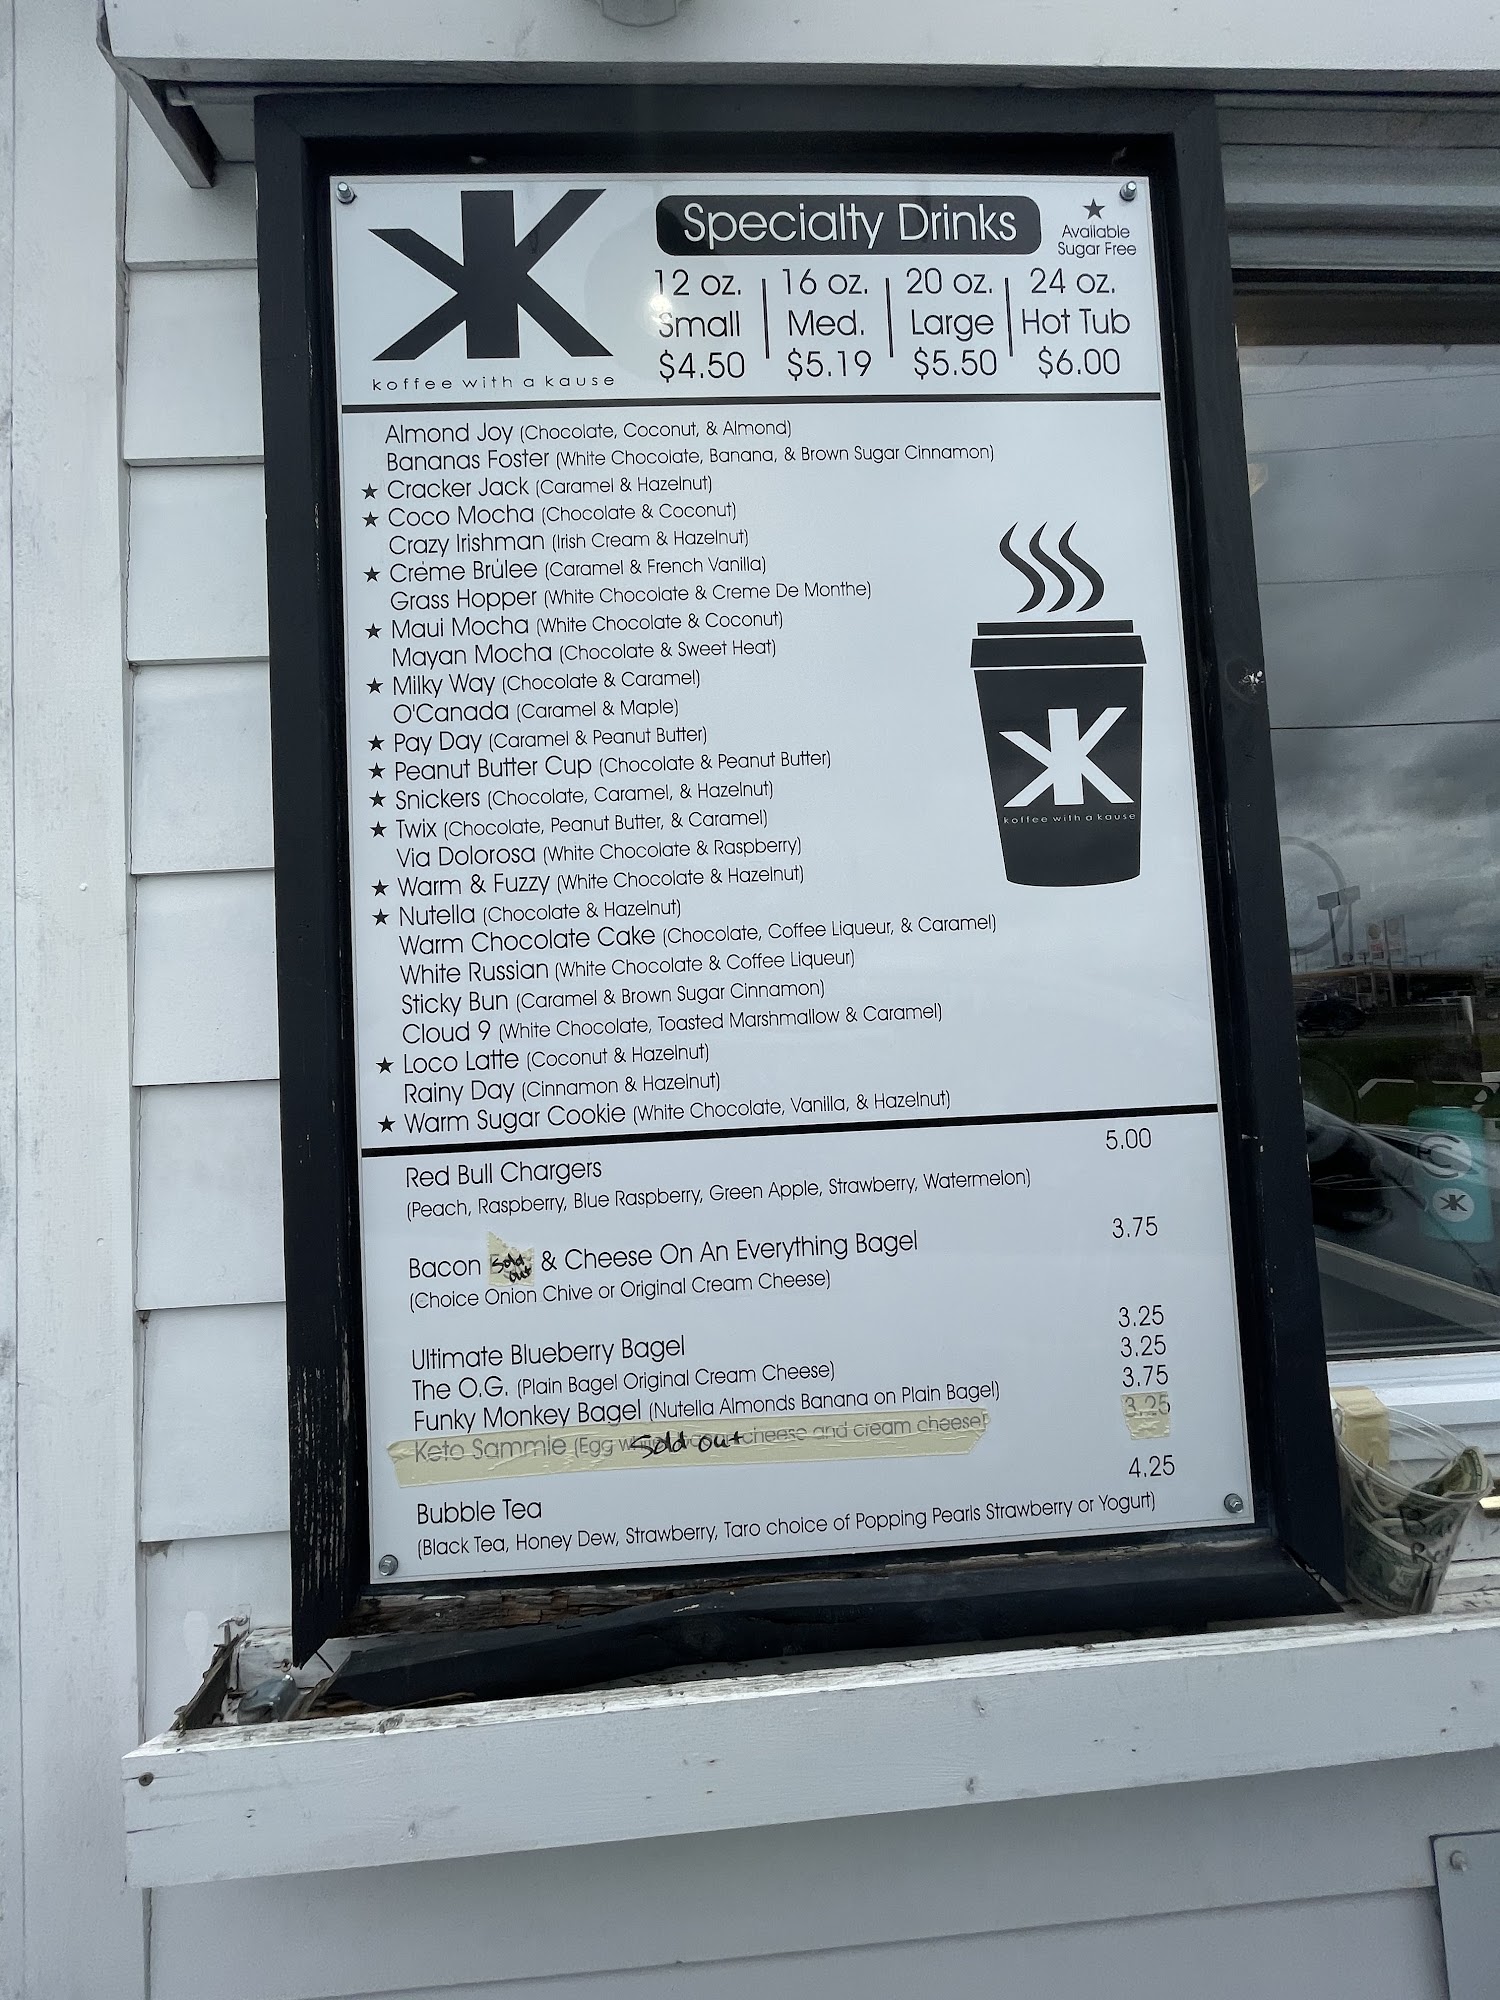 Specialty Drinks
★ Available Sugar Free
12 oz. 16 oz. 20 oz. 24 oz.
Small Med. Large Hot Tub
$4.50 $5.19 $5.50 $6.00
koffee with a kause
Almond Joy (Chocolate, Coconut, & Almond)
Bananas Foster (White Chocolate, Banana, & Brown Sugar Cinnamon)
★ Cracker Jack (Caramel & Hazelnut)
★ Coco Mocha (Chocolate & Coconut)
Crazy Irishman (Irish Cream & Hazelnut)
★ Créme Brúlee (Caramel & French Vanilla)
Grass Hopper (White Chocolate & Creme De Monthe)
★ Maui Mocha (White Chocolate & Coconut)
Mayan Mocha (Chocolate & Sweet Heat)
★ Milky Way (Chocolate & Caramel)
O'Canada (Caramel & Maple)
★ Pay Day (Caramel & Peanut Butter)
★ Peanut Butter Cup (Chocolate & Peanut Butter)
★ Snickers (Chocolate, Caramel, & Hazelnut)
★ Twix (Chocolate, Peanut Butter, & Caramel)
Via Dolorosa (White Chocolate & Raspberry)
★ Warm & Fuzzy (White Chocolate & Hazelnut)
★ Nutella (Chocolate & Hazelnut)
Warm Chocolate Cake (Chocolate, Coffee Liqueur, & Caramel)
White Russian (White Chocolate & Coffee Liqueur)
Sticky Bun (Caramel & Brown Sugar Cinnamon)
Cloud 9 (White Chocolate, Toasted Marshmallow & Caramel)
★ Loco Latte (Coconut & Hazelnut)
Rainy Day (Cinnamon & Hazelnut)
★ Warm Sugar Cookie (White Chocolate, Vanilla, & Hazelnut)
K
koffee with a kause
Red Bull Chargers 5.00
(Peach, Raspberry, Blue Raspberry, Green Apple, Strawberry, Watermelon)
Bacon Sold out & Cheese On An Everything Bagel 3.75
(Choice Onion Chive or Original Cream Cheese)
Ultimate Blueberry Bagel 3.25
The O.G. (Plain Bagel Original Cream Cheese) 3.25
Funky Monkey Bagel (Nutella Almonds Banana on Plain Bagel) 3.75
Keto Sammie (Egg Sold out cheese and cream cheese) 3.25
Bubble Tea 4.25
(Black Tea, Honey Dew, Strawberry, Taro choice of Popping Pearls Strawberry or Yogurt)